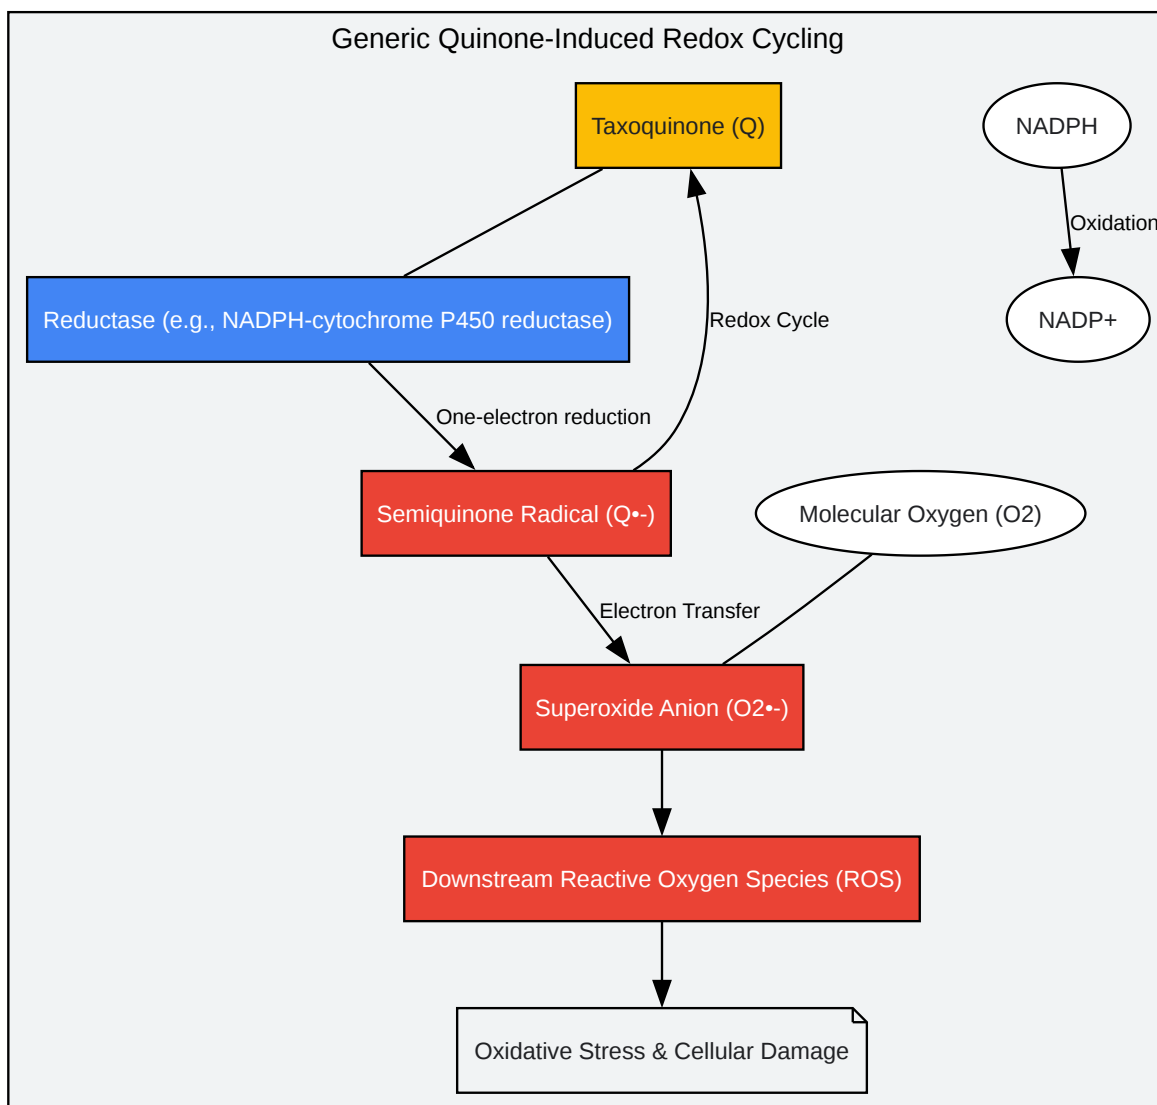 Generic Quinone-Induced Redox Cycling
Taxoquinone (Q)
NADPH
Oxidation
Reductase (e.g., NADPH-cytochrome P450 reductase)
Redox Cycle
NADP+
One-electron reduction
Semiquinone Radical (Q•-)
Molecular Oxygen (O2)
Electron Transfer
Superoxide Anion (O2•-)
Downstream Reactive Oxygen Species (ROS)
Oxidative Stress & Cellular Damage